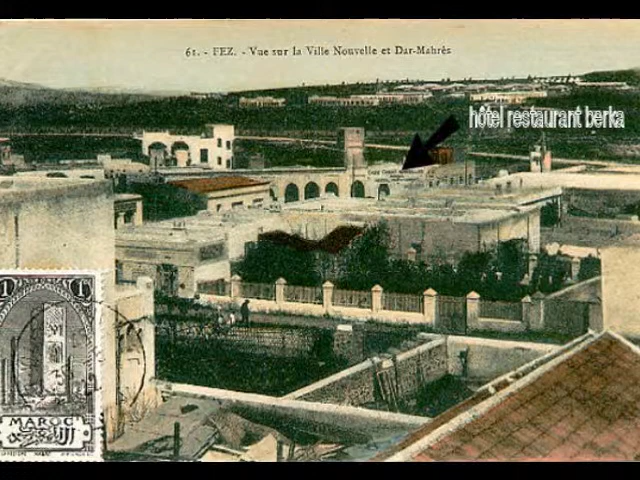 61. - FEZ. - Vue sur la Ville Nouvelle et Dar-Mahrès
hôtel restaurant berka
1 1
MAROC